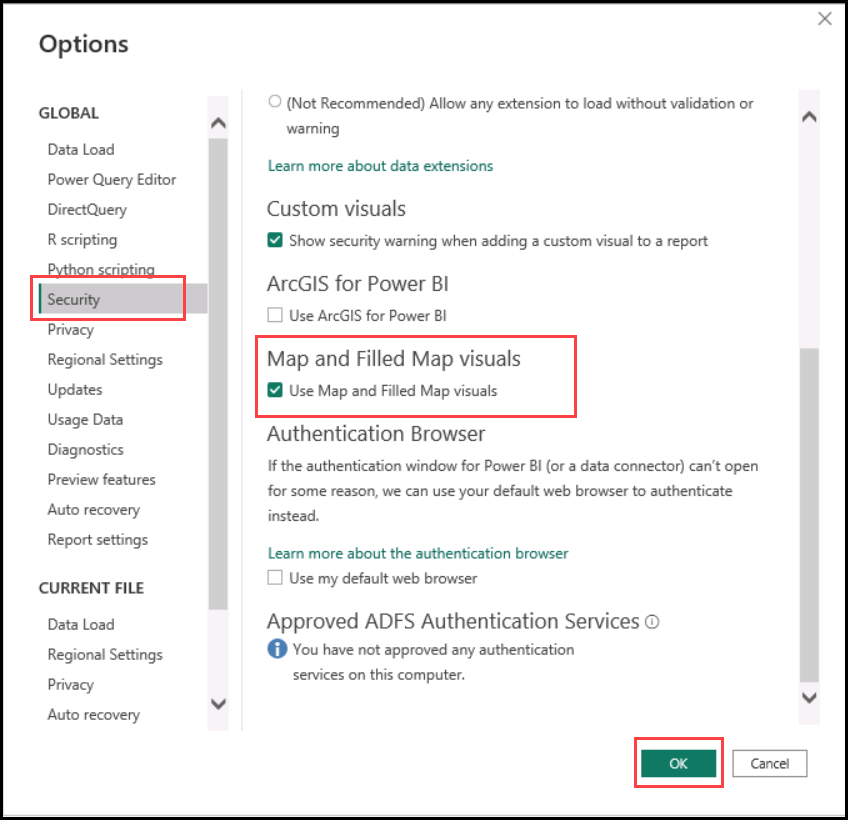 Options
GLOBAL
Data Load
Power Query Editor
DirectQuery
R scripting
Python scripting
Security
Privacy
Regional Settings
Updates
Usage Data
Diagnostics
Preview features
Auto recovery
Report settings
CURRENT FILE
Data Load
Regional Settings
Privacy
Auto recovery
(Not Recommended) Allow any extension to load without validation or
warning
Learn more about data extensions
Custom visuals
Show security warning when adding a custom visual to a report
ArcGIS for Power BI
Use ArcGIS for Power BI
Map and Filled Map visuals
Use Map and Filled Map visuals
Authentication Browser
If the authentication window for Power BI (or a data connector) can't open
for some reason, we can use your default web browser to authenticate
instead.
Learn more about the authentication browser
Use my default web browser
Approved ADFS Authentication Services
You have not approved any authentication
services on this computer.
OK
Cancel